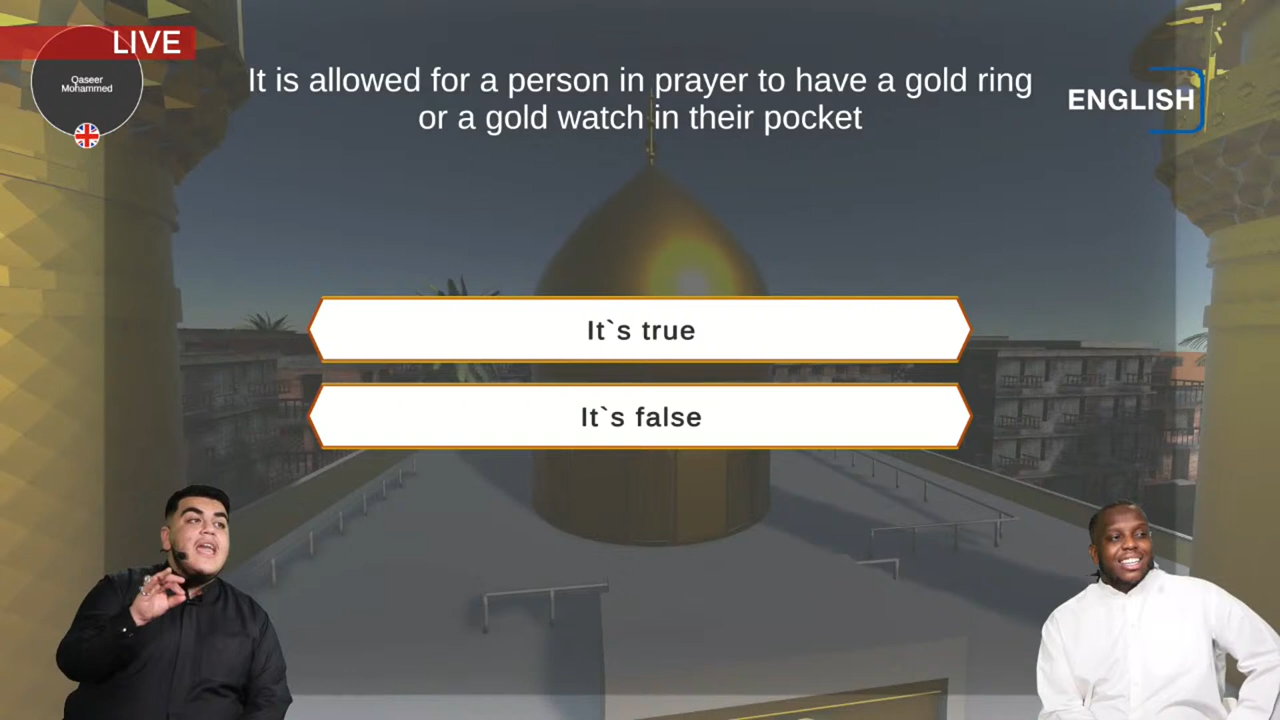 LIVE
Qaseer
Mohammed
It is allowed for a person in prayer to have a gold ring
or a gold watch in their pocket
ENGLISH
It`s true
It`s false